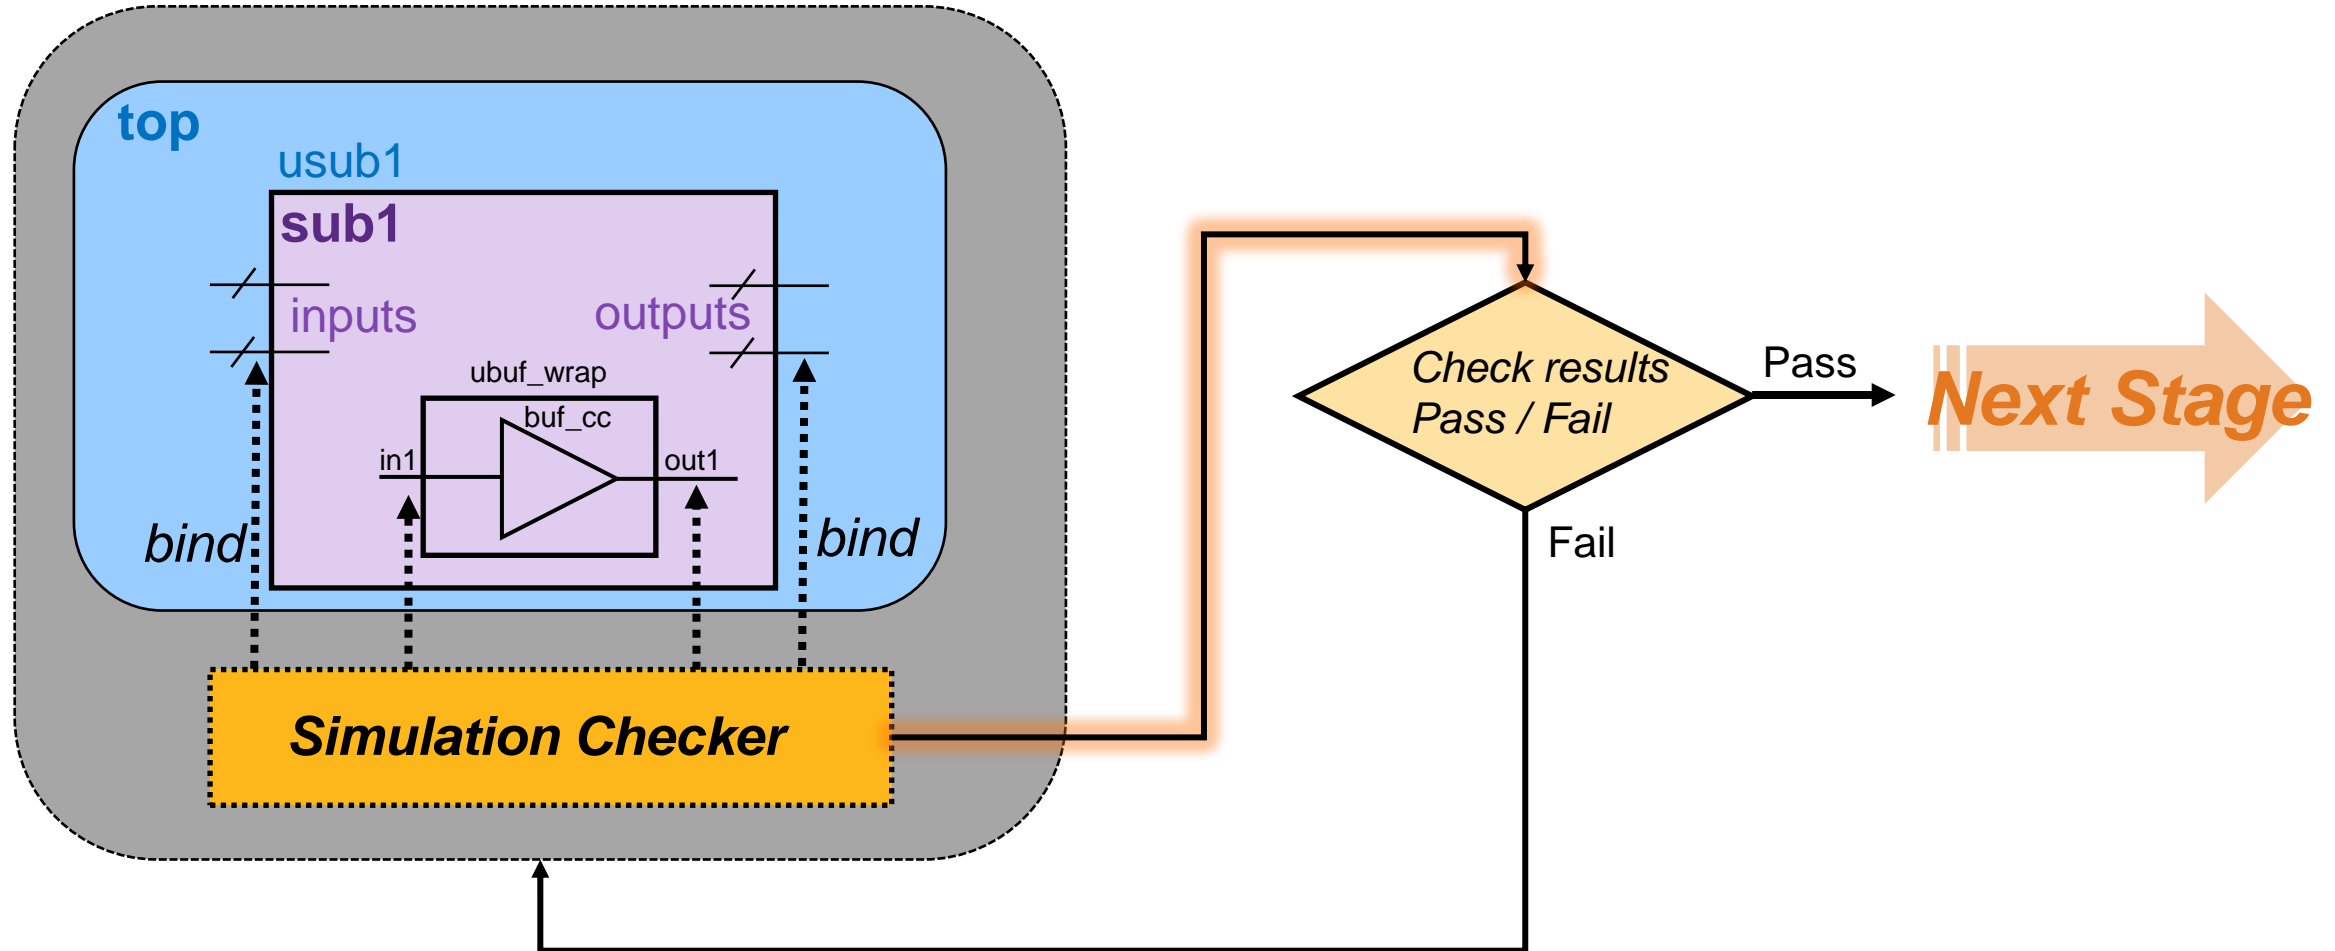 top
usub1
sub1
inputs
outputs
ubuf_wrap
buf_cc
in1
out1
bind
bind
Simulation Checker
Check results
Pass / Fail
Pass
Fail
Next Stage